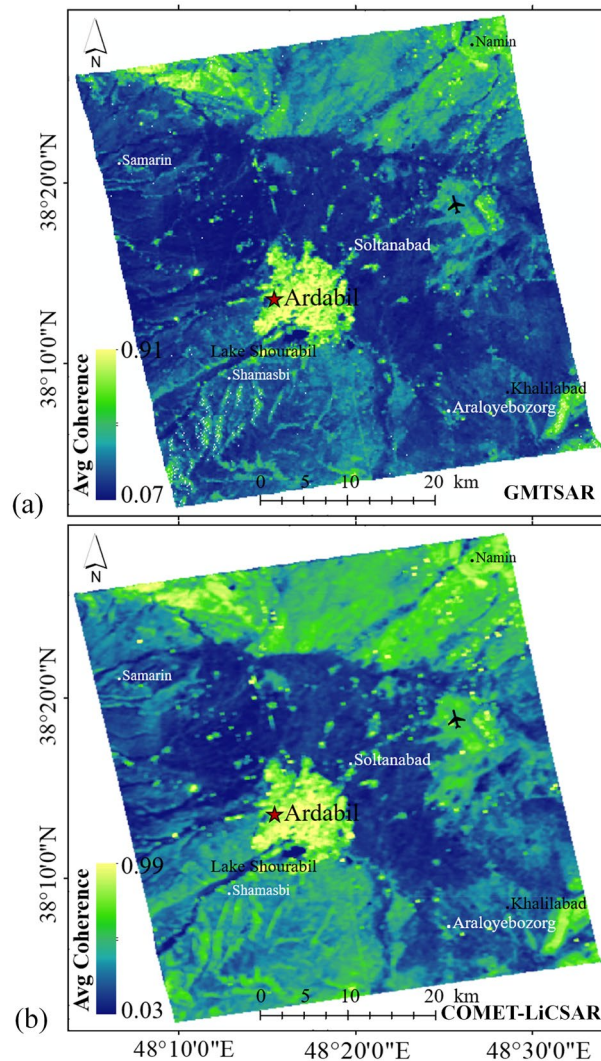 N
Namin
Samarin
38°20'0"N
Soltanabad
Ardabil
38°10'0"N
0.91
Lake Shourabil
Shamasbi
Khalilabad
Araloyebozorg
Avg Coherence
0.07
0 5 10 20 km
(a)
GMTSAR
N
Namin
Samarin
38°20'0"N
Soltanabad
Ardabil
38°10'0"N
0.99
Lake Shourabil
Shamasbi
Khalilabad
Araloyebozorg
Avg Coherence
0.03
0 5 10 20 km
(b)
COMET-LiCSAR
48°10'0"E 48°20'0"E 48°30'0"E